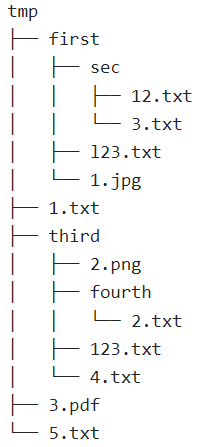 tmp
├── first
│   ├── sec
│   │   ├── 12.txt
│   │   └── 3.txt
│   ├── l23.txt
│   └── 1.jpg
├── 1.txt
├── third
│   ├── 2.png
│   ├── fourth
│   │   └── 2.txt
│   ├── 123.txt
│   └── 4.txt
├── 3.pdf
└── 5.txt